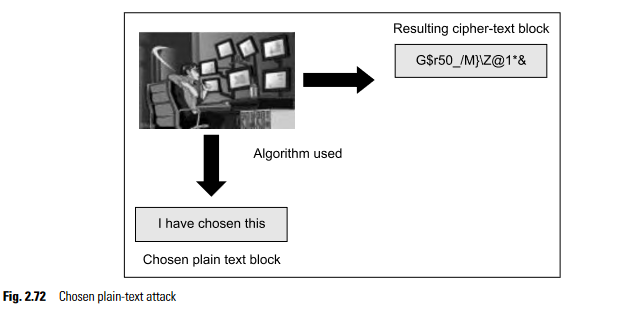 Resulting cipher-text block
G$r50_/M}\Z@1*&
Algorithm used
I have chosen this
Chosen plain text block
Fig. 2.72 Chosen plain-text attack